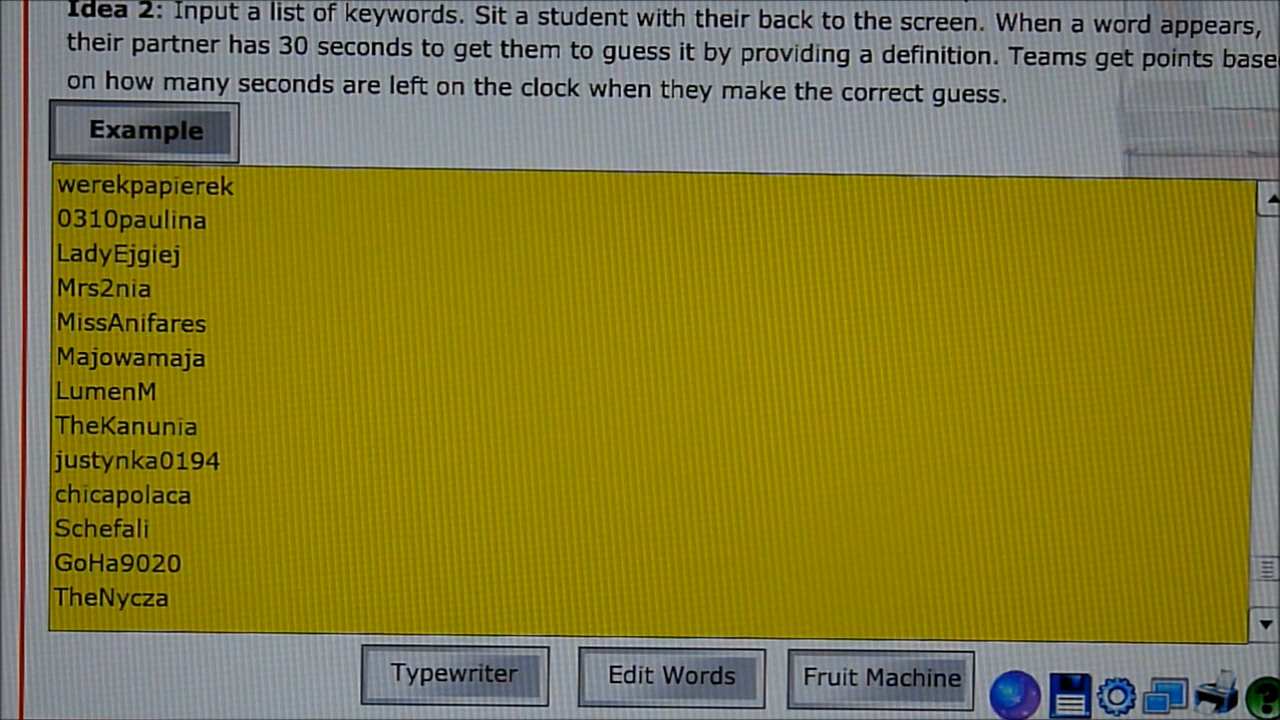 Idea 2: Input a list of keywords. Sit a student with their back to the screen. When a word appears,
their partner has 30 seconds to get them to guess it by providing a definition. Teams get points base
on how many seconds are left on the clock when they make the correct guess.
Example
werekpapierek
0310paulina
LadyEjgiej
Mrs2nia
MissAnifares
Majowamaja
LumenM
TheKanunia
justynka0194
chicapolaca
Schefali
GoHa9020
TheNycza
Typewriter
Edit Words
Fruit Machine
?